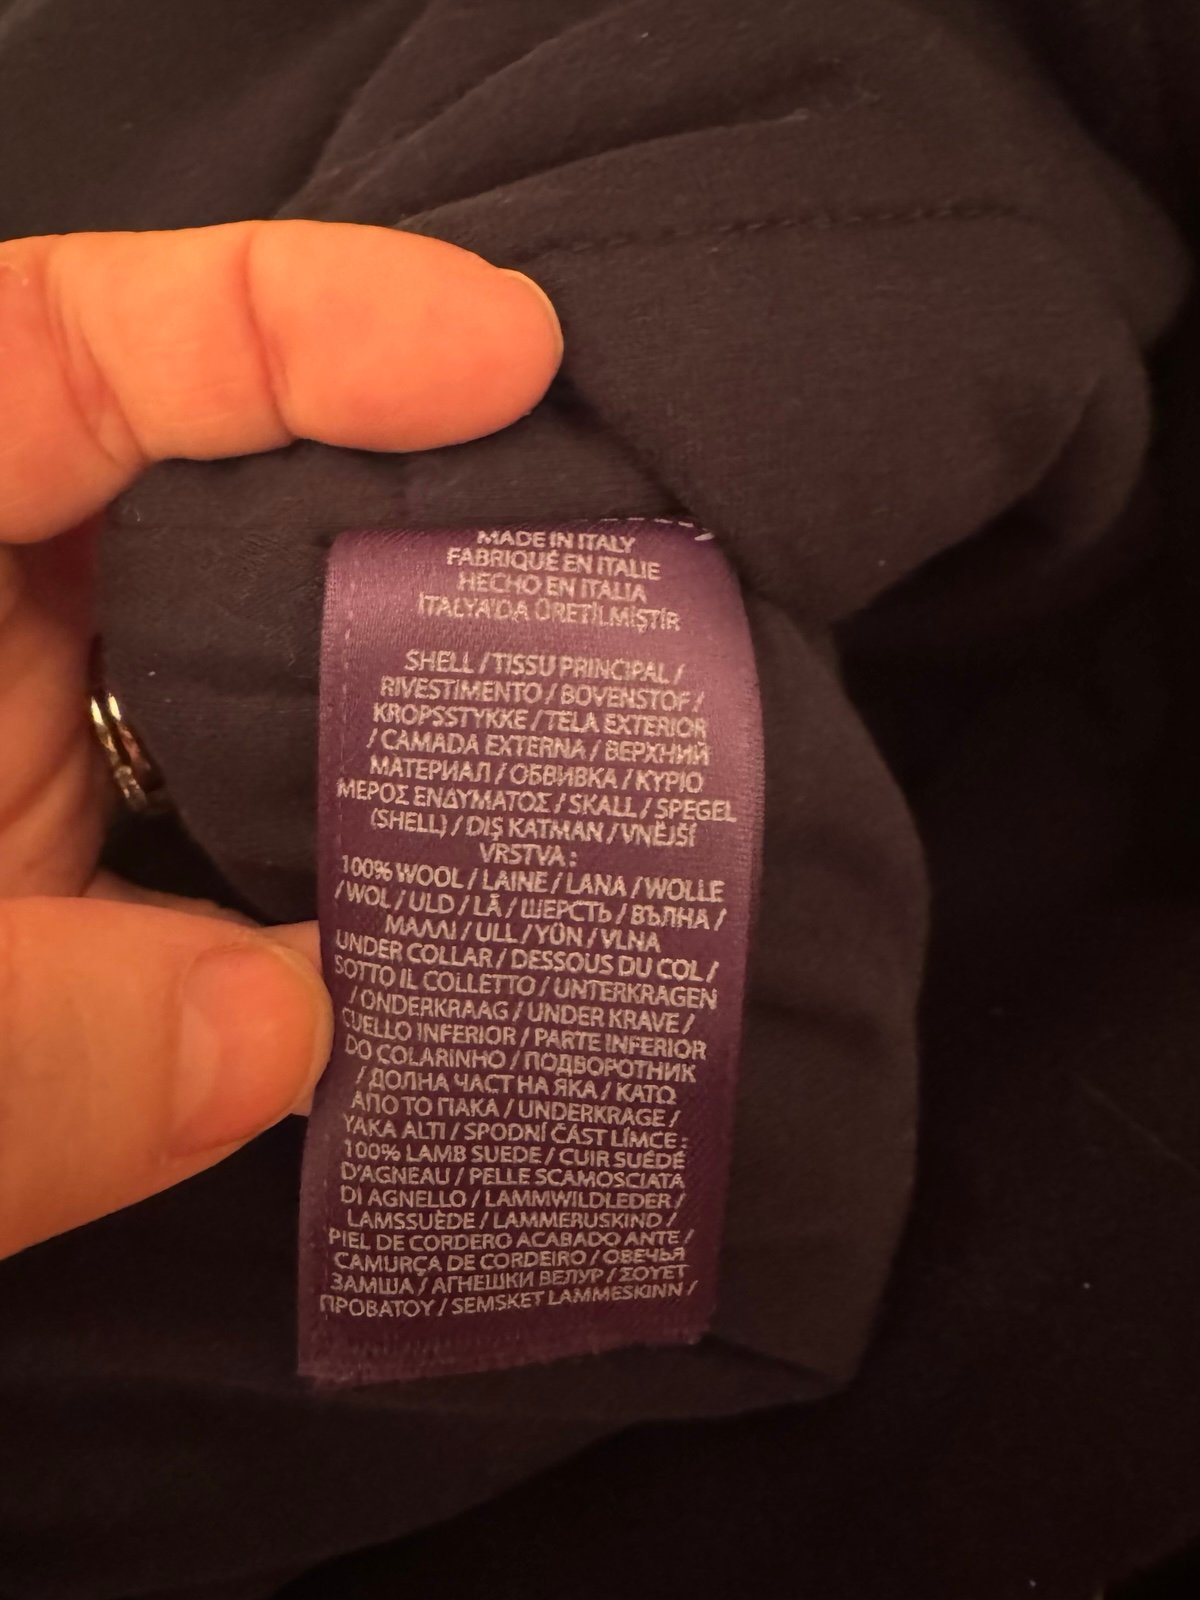 MADE IN ITALY
FABRIQUÉ EN ITALIE
HECHO EN ITALIA
İTALYA'DA ÜRETİLMİŞTİR
SHELL / TISSU PRINCIPAL /
RIVESTIMENTO / BOVENSTOF /
KROPSSTYKKE / TELA EXTERIOR
/ CAMADA EXTERNA / ВЕРХНИЙ
МАТЕРИАЛ / ОБВИВКА / ΚΥΡΙΟ
ΜΕΡΟΣ ΕΝΔΥΜΑΤΟΣ / SKALL / SPEGEL
(SHELL) / DIŞ KATMAN / VNĚJŠÍ
VRSTVA :
100% WOOL / LAINE / LANA / WOLLE
/ WOL / ULD / LÃ / ШЕРСТЬ / ВЪЛНА /
ΜΑΛΛΙ / ULL / YÜN / VLNA
UNDER COLLAR / DESSOUS DU COL /
SOTTO IL COLLETTO / UNTERKRAGEN
/ ONDERKRAAG / UNDER KRAVE /
CUELLO INFERIOR / PARTE INFERIOR
DO COLARINHO / ПОДВОРОТНИК
/ ДОЛНА ЧАСТ НА ЯКА / ΚΑΤΩ
ΑΠΟ ΤΟ ΓΙΑΚΑ / UNDERKRAGE /
YAKA ALTI / SPODNÍ ČÁST LÍMCE :
100% LAMB SUEDE / CUIR SUÉDÉ
D'AGNEAU / PELLE SCAMOSCIATA
DI AGNELLO / LAMMWILDLEDER /
LAMSSUÈDE / LAMMERUSKIND /
PIEL DE CORDERO ACABADO ANTE /
CAMURÇA DE CORDEIRO / ОВЕЧЬЯ
ЗАМША / АГНЕШКИ ВЕЛУР / ΣΟΥΕΤ
ΠΡΟΒΑΤΟΥ / SEMSKET LAMMESKINN /